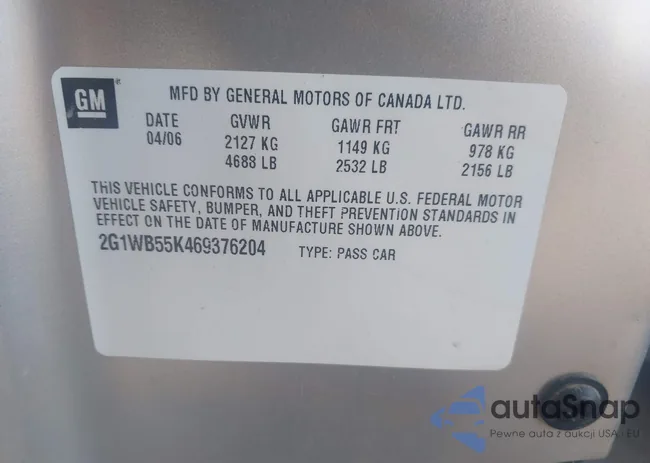 GM
MFD BY GENERAL MOTORS OF CANADA LTD.
DATE GVWR GAWR FRT GAWR RR
04/06 2127 KG 1149 KG 978 KG
4688 LB 2532 LB 2156 LB
THIS VEHICLE CONFORMS TO ALL APPLICABLE U.S. FEDERAL MOTOR
VEHICLE SAFETY, BUMPER, AND THEFT PREVENTION STANDARDS IN
EFFECT ON THE DATE OF MANUFACTURE SHOWN ABOVE.
2G1WB55K469376204 TYPE: PASS CAR
autaSnap
Pewne auta z aukcji USA i EU